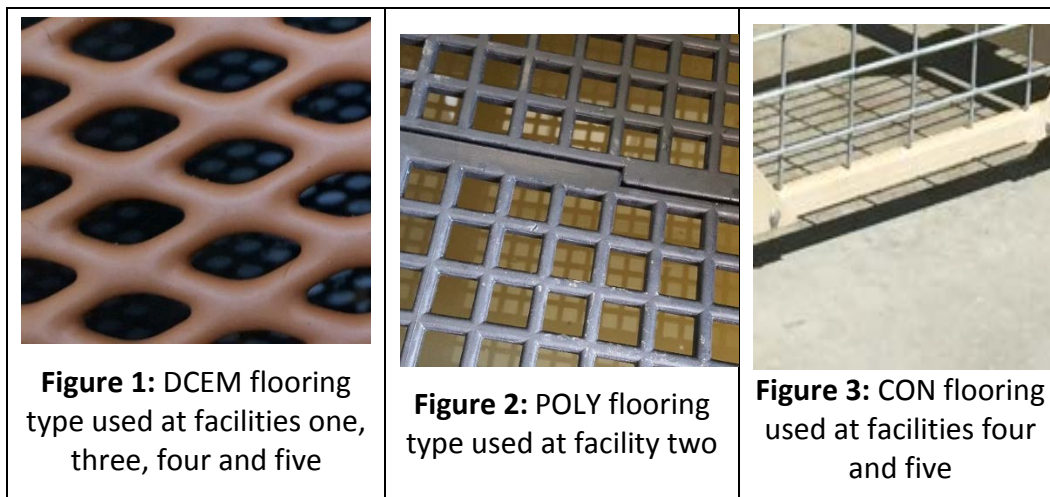 Figure 1: DCEM flooring
type used at facilities one,
three, four and five
Figure 2: POLY flooring
type used at facility two
Figure 3: CON flooring
used at facilities four
and five